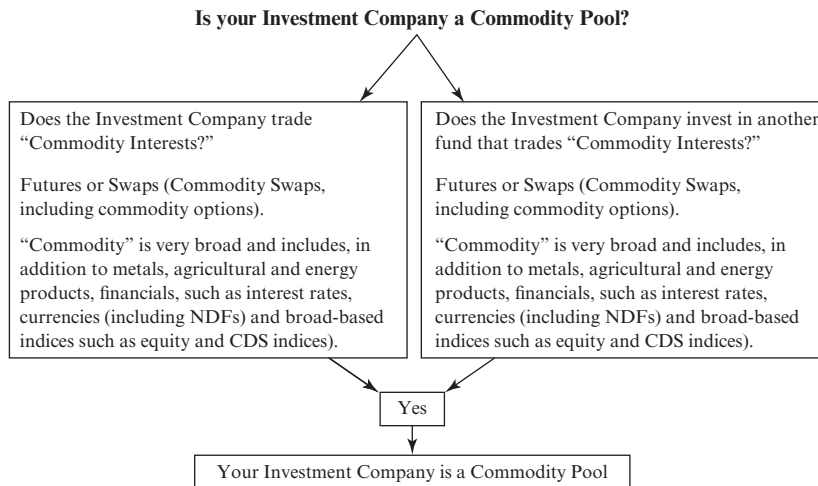 Is your Investment Company a Commodity Pool?
Does the Investment Company trade
“Commodity Interests?”
Futures or Swaps (Commodity Swaps,
including commodity options).
“Commodity” is very broad and includes, in
addition to metals, agricultural and energy
products, financials, such as interest rates,
currencies (including NDFs) and broad-based
indices such as equity and CDS indices).
Does the Investment Company invest in another
fund that trades “Commodity Interests?”
Futures or Swaps (Commodity Swaps,
including commodity options).
“Commodity” is very broad and includes, in
addition to metals, agricultural and energy
products, financials, such as interest rates,
currencies (including NDFs) and broad-based
indices such as equity and CDS indices).
Yes
Your Investment Company is a Commodity Pool